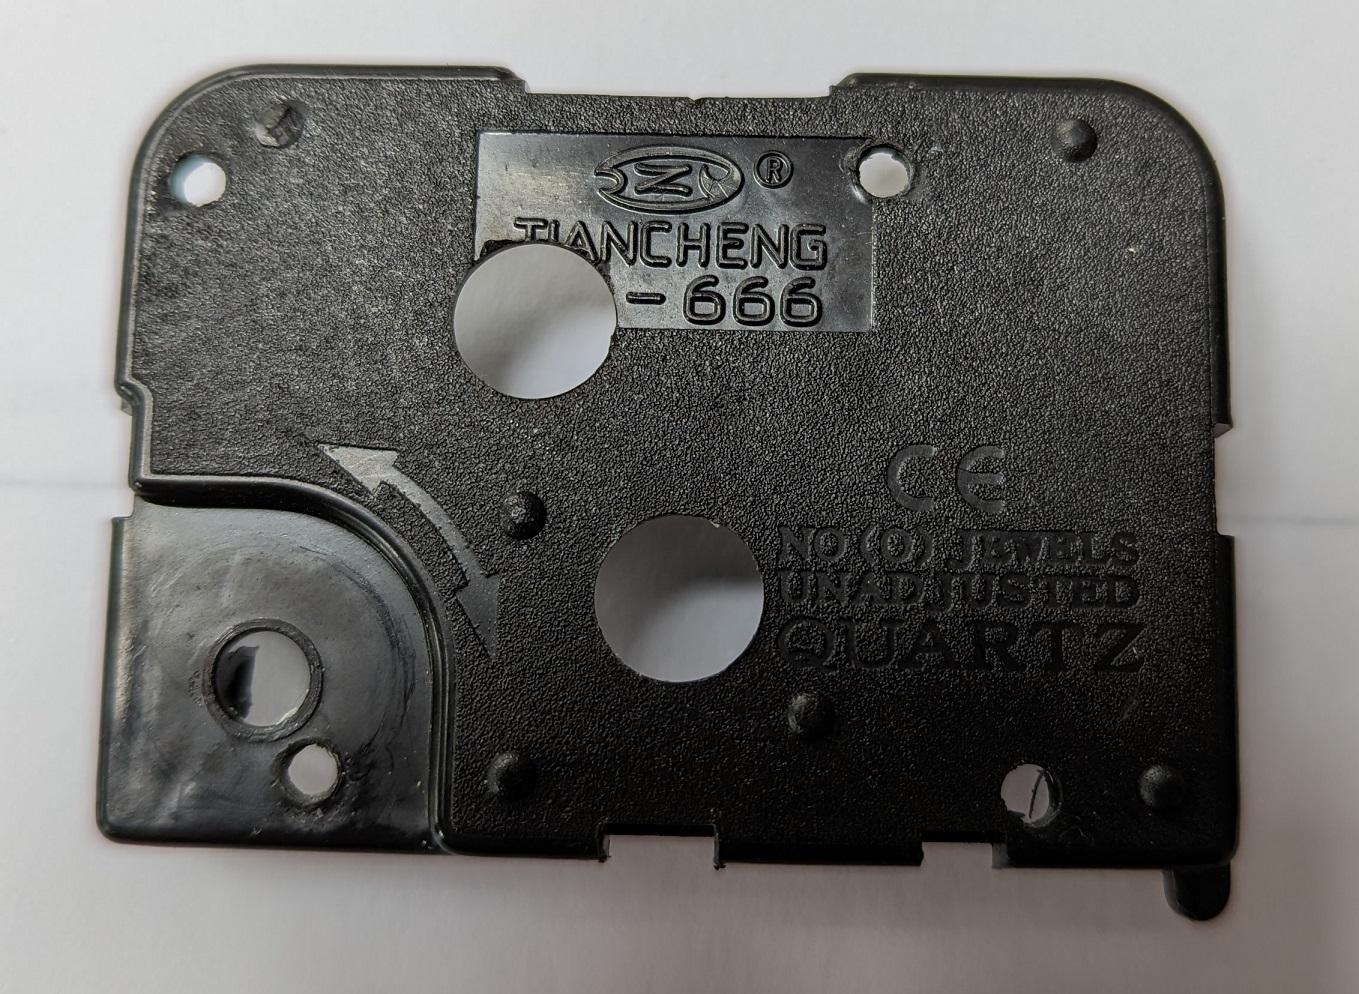 Z ®
TIANCHENG
- 666
CE
NO (0) JEWELS
UNADJUSTED
QUARTZ